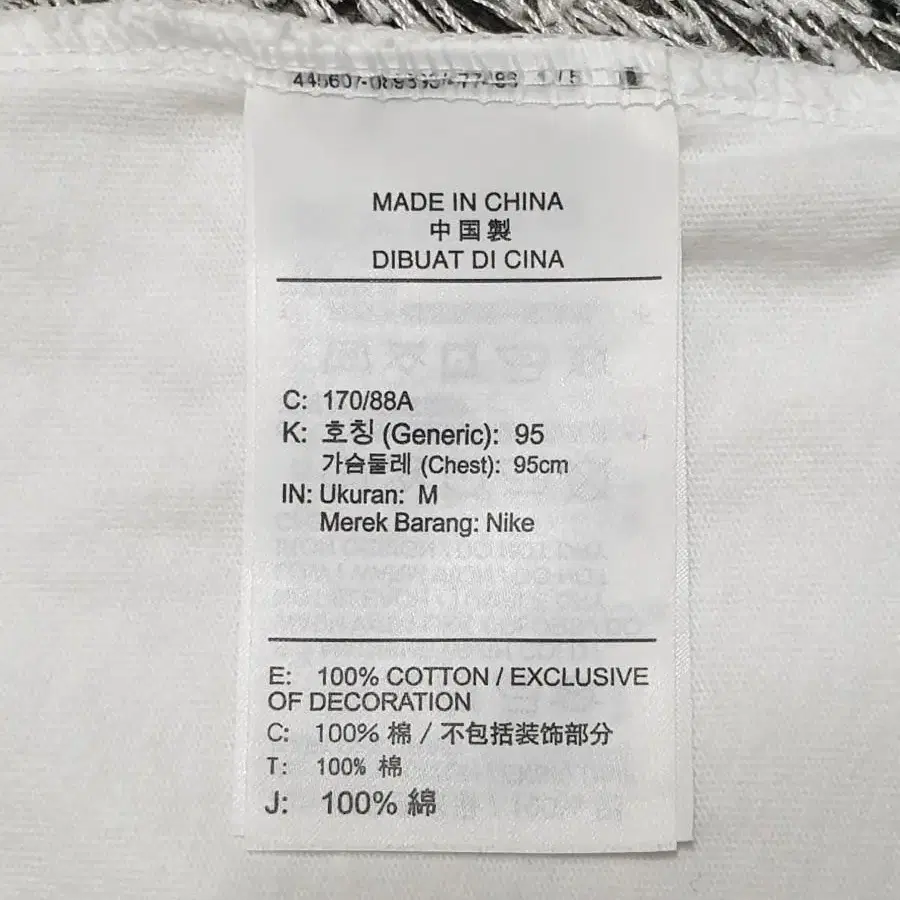 MADE IN CHINA
中国製
DIBUAT DI CINA
C: 170/88A
K: 호칭 (Generic): 95
가슴둘레 (Chest): 95cm
IN: Ukuran: M
Merek Barang: Nike
E: 100% COTTON / EXCLUSIVE
OF DECORATION
C: 100% 棉 / 不包括装饰部分
T: 100% 棉
J: 100% 綿